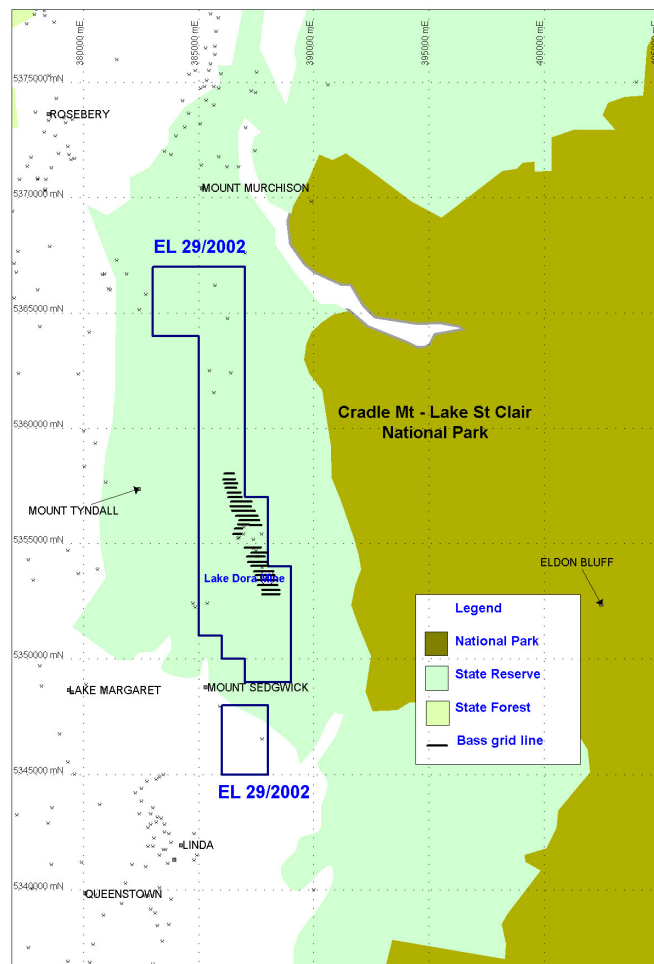 380000 mE
385000 mE
390000 mE
395000 mE
400000 mE
5375000 mN
ROSEBERY
5370000 mN
MOUNT MURCHISON
EL 29/2002
5365000 mN
5360000 mN
Cradle Mt - Lake St Clair
National Park
MOUNT TYNDALL
5355000 mN
ELDON BLUFF
Lake Dora Mine
5350000 mN
LAKE MARGARET
MOUNT SEDGWICK
Legend
National Park
State Reserve
State Forest
Bass grid line
5345000 mN
EL 29/2002
LINDA
5340000 mN
QUEENSTOWN